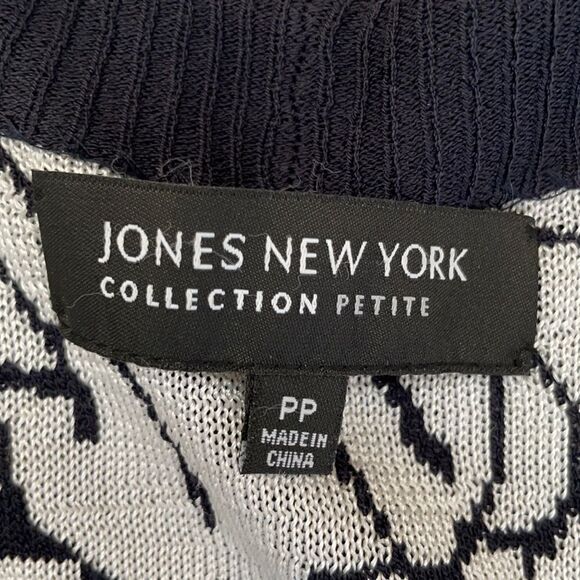 JONES NEW YORK
COLLECTION PETITE
PP
MADE IN
CHINA